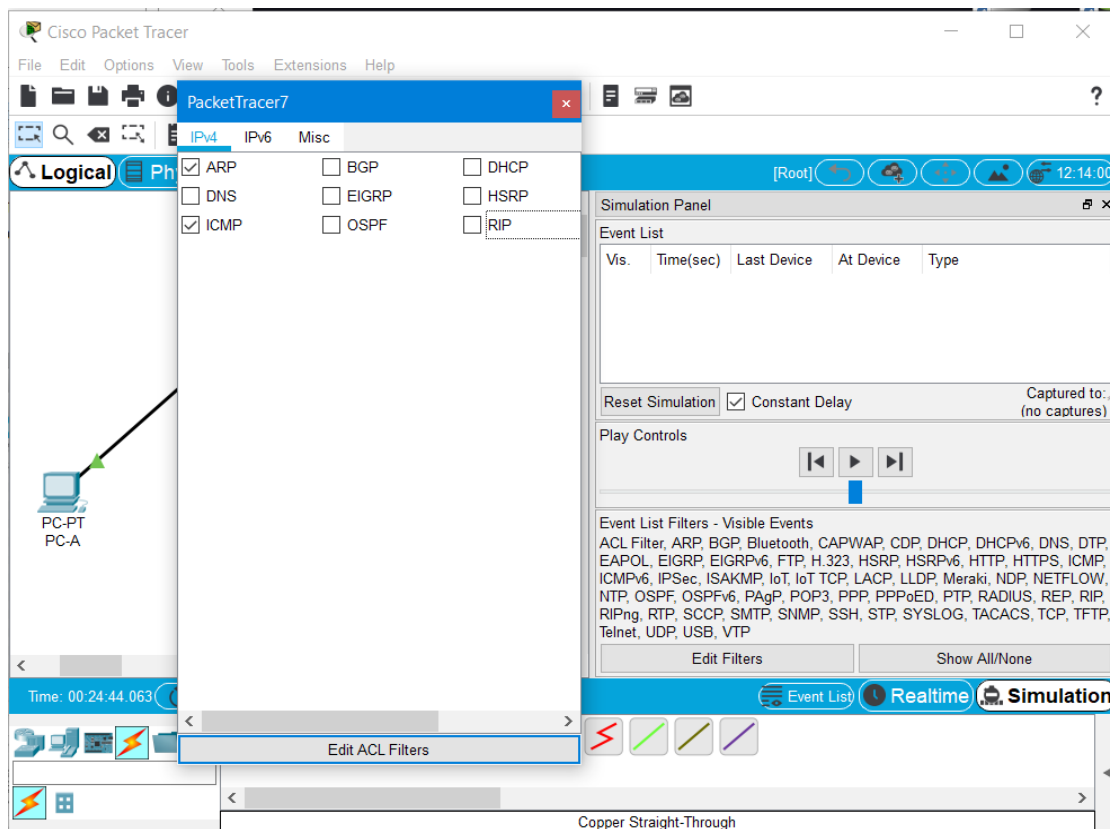 Cisco Packet Tracer
File Edit Options View Tools Extensions Help
PacketTracer7
IPv4 IPv6 Misc
ARP BGP DHCP
DNS EIGRP HSRP
ICMP OSPF RIP
Edit ACL Filters
Logical
[Root]
12:14:00
Simulation Panel
Event List
Vis. Time(sec) Last Device At Device Type
Reset Simulation Constant Delay
Captured to:
(no captures)
Play Controls
Event List Filters - Visible Events
ACL Filter, ARP, BGP, Bluetooth, CAPWAP, CDP, DHCP, DHCPv6, DNS, DTP,
EAPOL, EIGRP, EIGRPv6, FTP, H.323, HSRP, HSRPv6, HTTP, HTTPS, ICMP,
ICMPv6, IPSec, ISAKMP, IoT, IoT TCP, LACP, LLDP, Meraki, NDP, NETFLOW,
NTP, OSPF, OSPFv6, PAgP, POP3, PPP, PPPoED, PTP, RADIUS, REP, RIP,
RIPng, RTP, SCCP, SMTP, SNMP, SSH, STP, SYSLOG, TACACS, TCP, TFTP,
Telnet, UDP, USB, VTP
Edit Filters Show All/None
PC-PT
PC-A
Time: 00:24:44.063
Event List Realtime Simulation
Copper Straight-Through